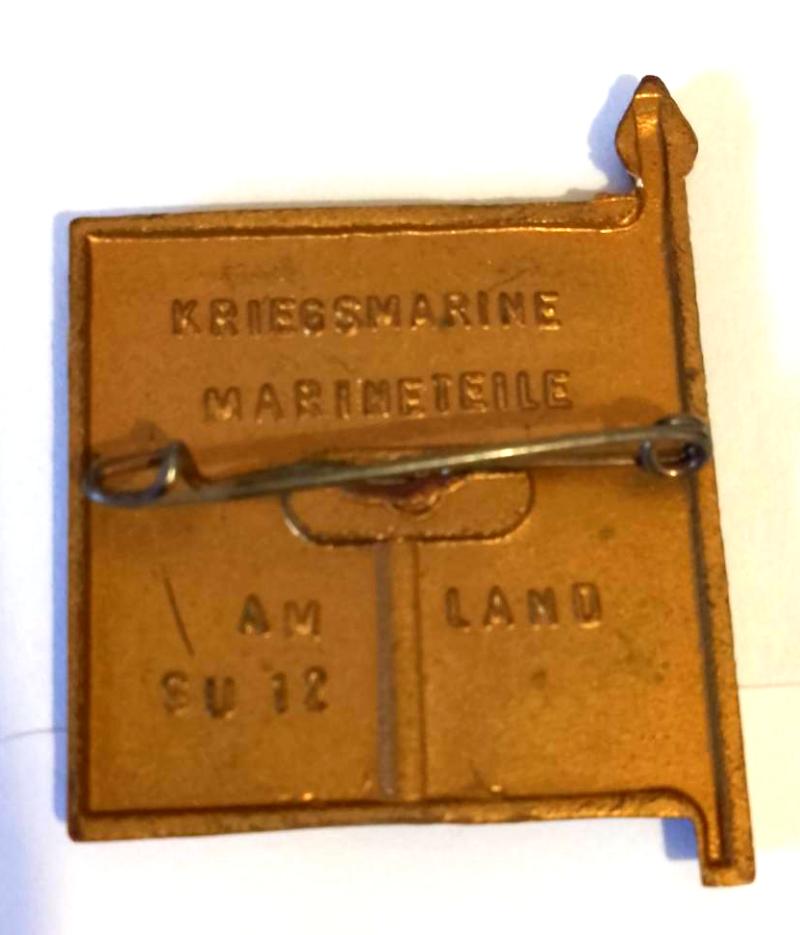 KRIEGSMARINE
MARINETEILE
AM LAND
SU 12